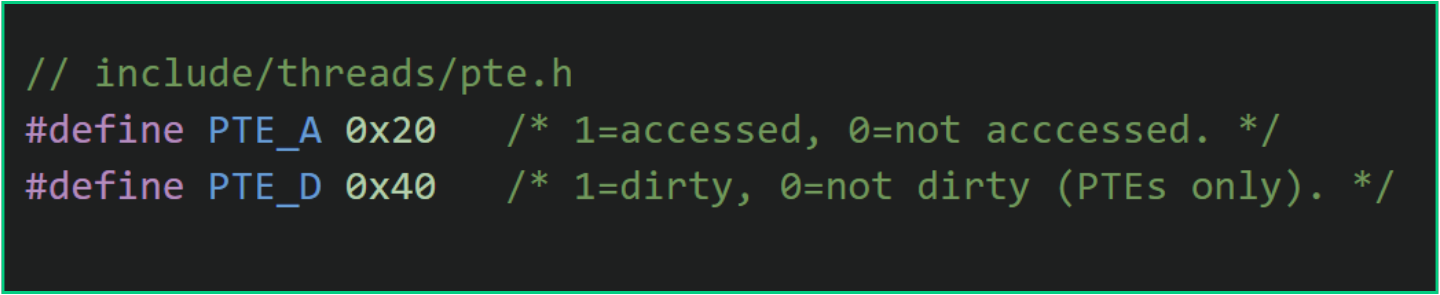 // include/threads/pte.h
#define PTE_A 0x20   /* 1=accessed, 0=not acccessed. */
#define PTE_D 0x40   /* 1=dirty, 0=not dirty (PTEs only). */